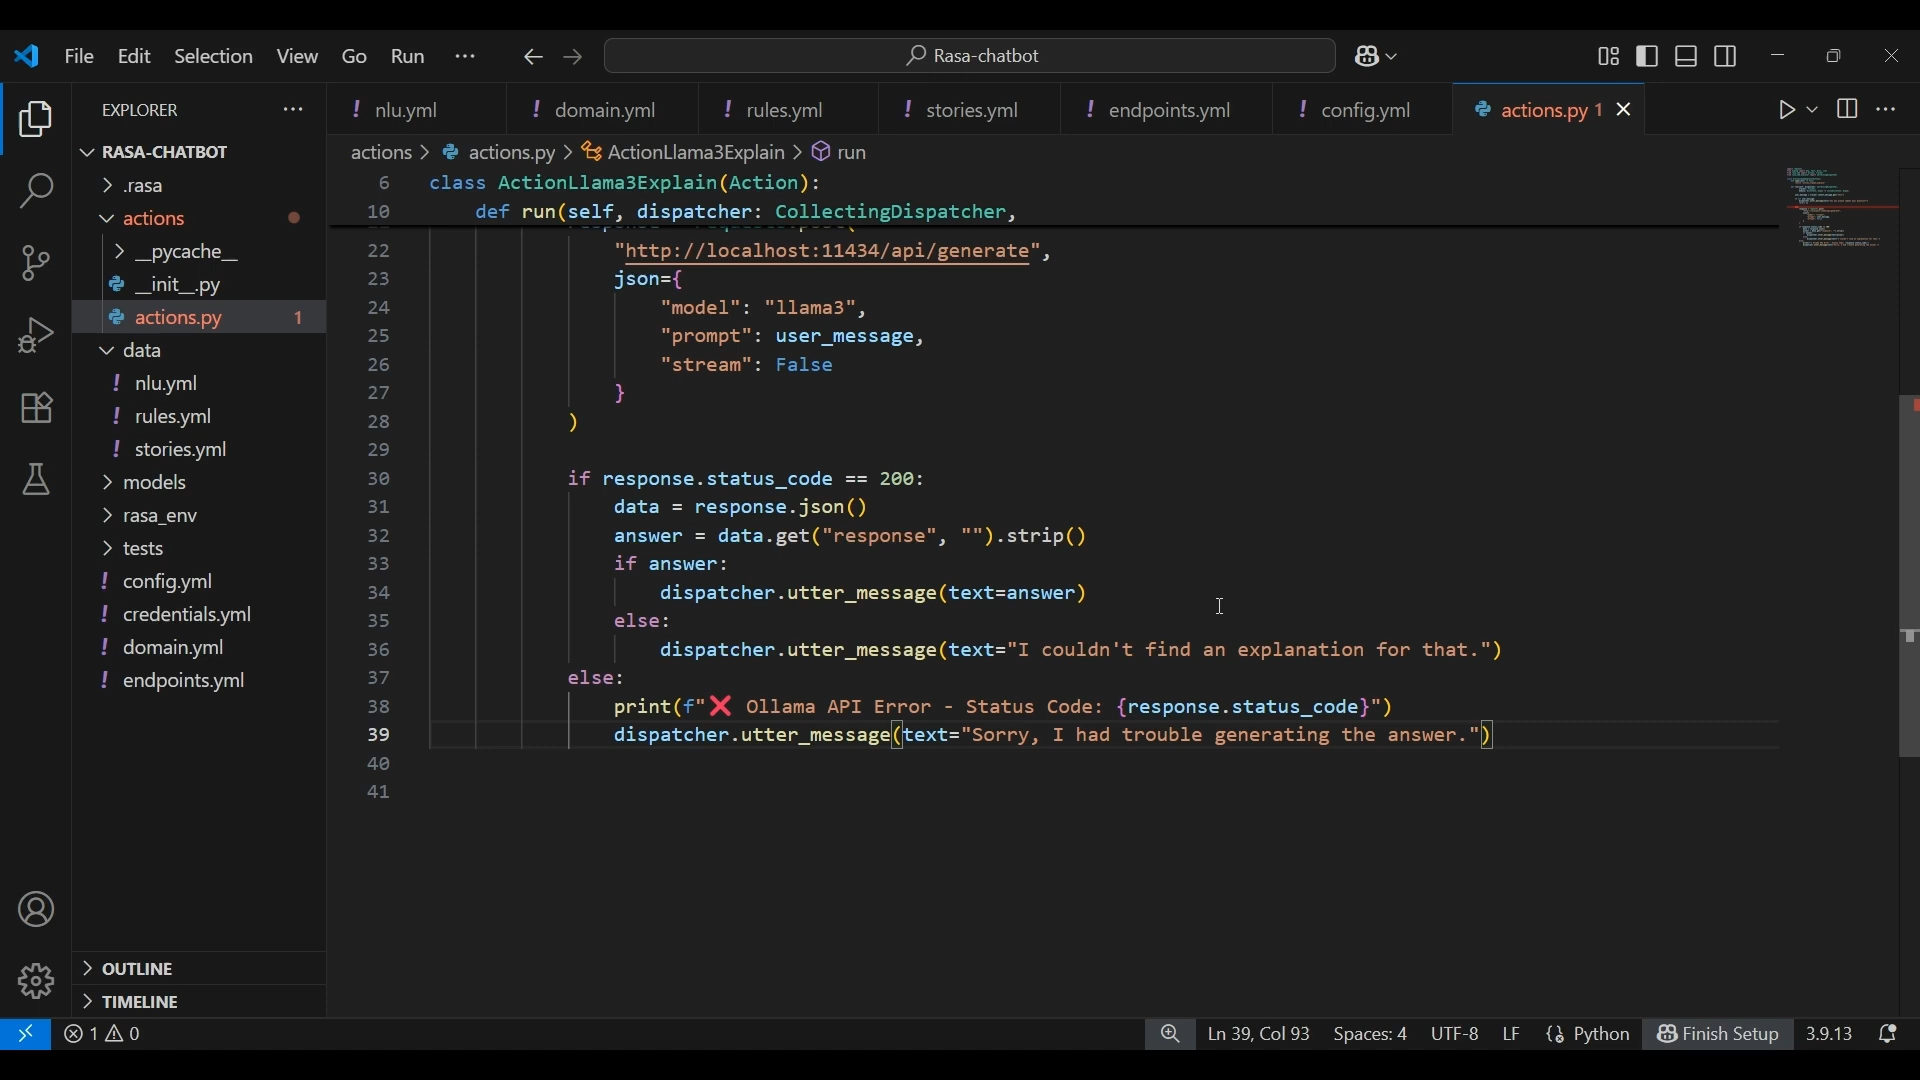 File Edit Selection View Go Run ··· Rasa-chatbot
EXPLORER ···
nlu.yml domain.yml rules.yml stories.yml endpoints.yml config.yml actions.py 1
RASA-CHATBOT
.rasa
actions
__pycache__
__init__.py
actions.py 1
data
nlu.yml
rules.yml
stories.yml
models
rasa_env
tests
config.yml
credentials.yml
domain.yml
endpoints.yml
OUTLINE
TIMELINE
actions > actions.py > ActionLlama3Explain > run
6 class ActionLlama3Explain(Action):
10 def run(self, dispatcher: CollectingDispatcher,
22 "http://localhost:11434/api/generate",
23 json={
24 "model": "llama3",
25 "prompt": user_message,
26 "stream": False
27 }
28 )
29
30 if response.status_code == 200:
31 data = response.json()
32 answer = data.get("response", "").strip()
33 if answer:
34 dispatcher.utter_message(text=answer)
35 else:
36 dispatcher.utter_message(text="I couldn't find an explanation for that.")
37 else:
38 print(f"❌ Ollama API Error - Status Code: {response.status_code}")
39 dispatcher.utter_message(text="Sorry, I had trouble generating the answer.")
40
41
1 0 Ln 39, Col 93 Spaces: 4 UTF-8 LF Python Finish Setup 3.9.13